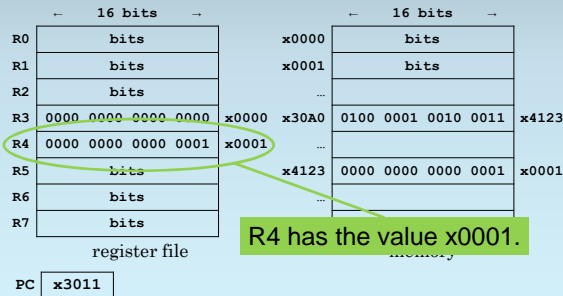 ← 16 bits → ← 16 bits →
R0 bits x0000 bits
R1 bits x0001 bits
R2 bits …
R3 0000 0000 0000 0000 x0000 x30A0 0100 0001 0010 0011 x4123
R4 0000 0000 0000 0001 x0001 …
R5 bits x4123 0000 0000 0000 0001 x0001
R6 bits …
R7 bits
R4 has the value x0001.
register file memory
PC x3011